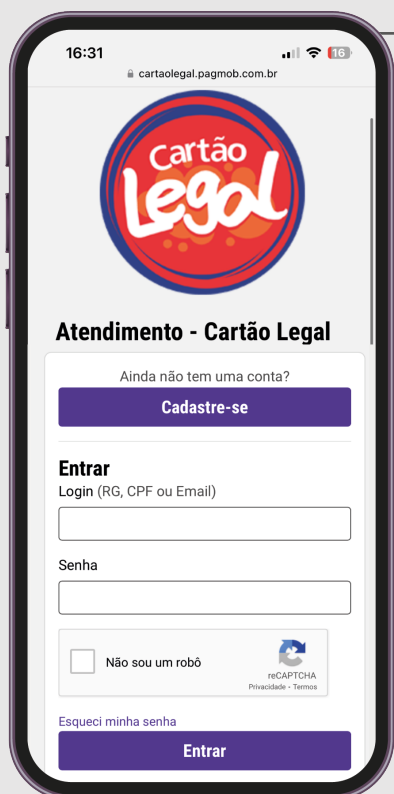 16:31
16
cartaolegal.pagmob.com.br
Cartão
Legal
Atendimento - Cartão Legal
Ainda não tem uma conta?
Cadastre-se
Entrar
Login (RG, CPF ou Email)
Senha
Não sou um robô
reCAPTCHA
Privacidade - Termos
Esqueci minha senha
Entrar